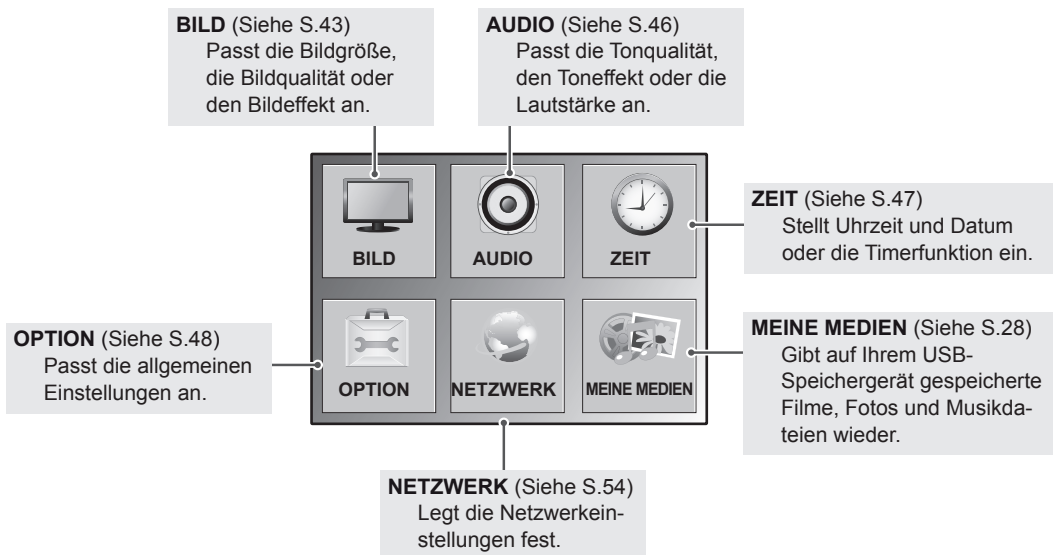 BILD (Siehe S.43)
Passt die Bildgröße,
die Bildqualität oder
den Bildeffekt an.
AUDIO (Siehe S.46)
Passt die Tonqualität,
den Toneffekt oder die
Lautstärke an.
BILD
AUDIO
ZEIT
ZEIT (Siehe S.47)
Stellt Uhrzeit und Datum
oder die Timerfunktion ein.
OPTION (Siehe S.48)
Passt die allgemeinen
Einstellungen an.
OPTION
NETZWERK
MEINE MEDIEN
MEINE MEDIEN (Siehe S.28)
Gibt auf Ihrem USB-
Speichergerät gespeicherte
Filme, Fotos und Musikda-
teien wieder.
NETZWERK (Siehe S.54)
Legt die Netzwerkein-
stellungen fest.